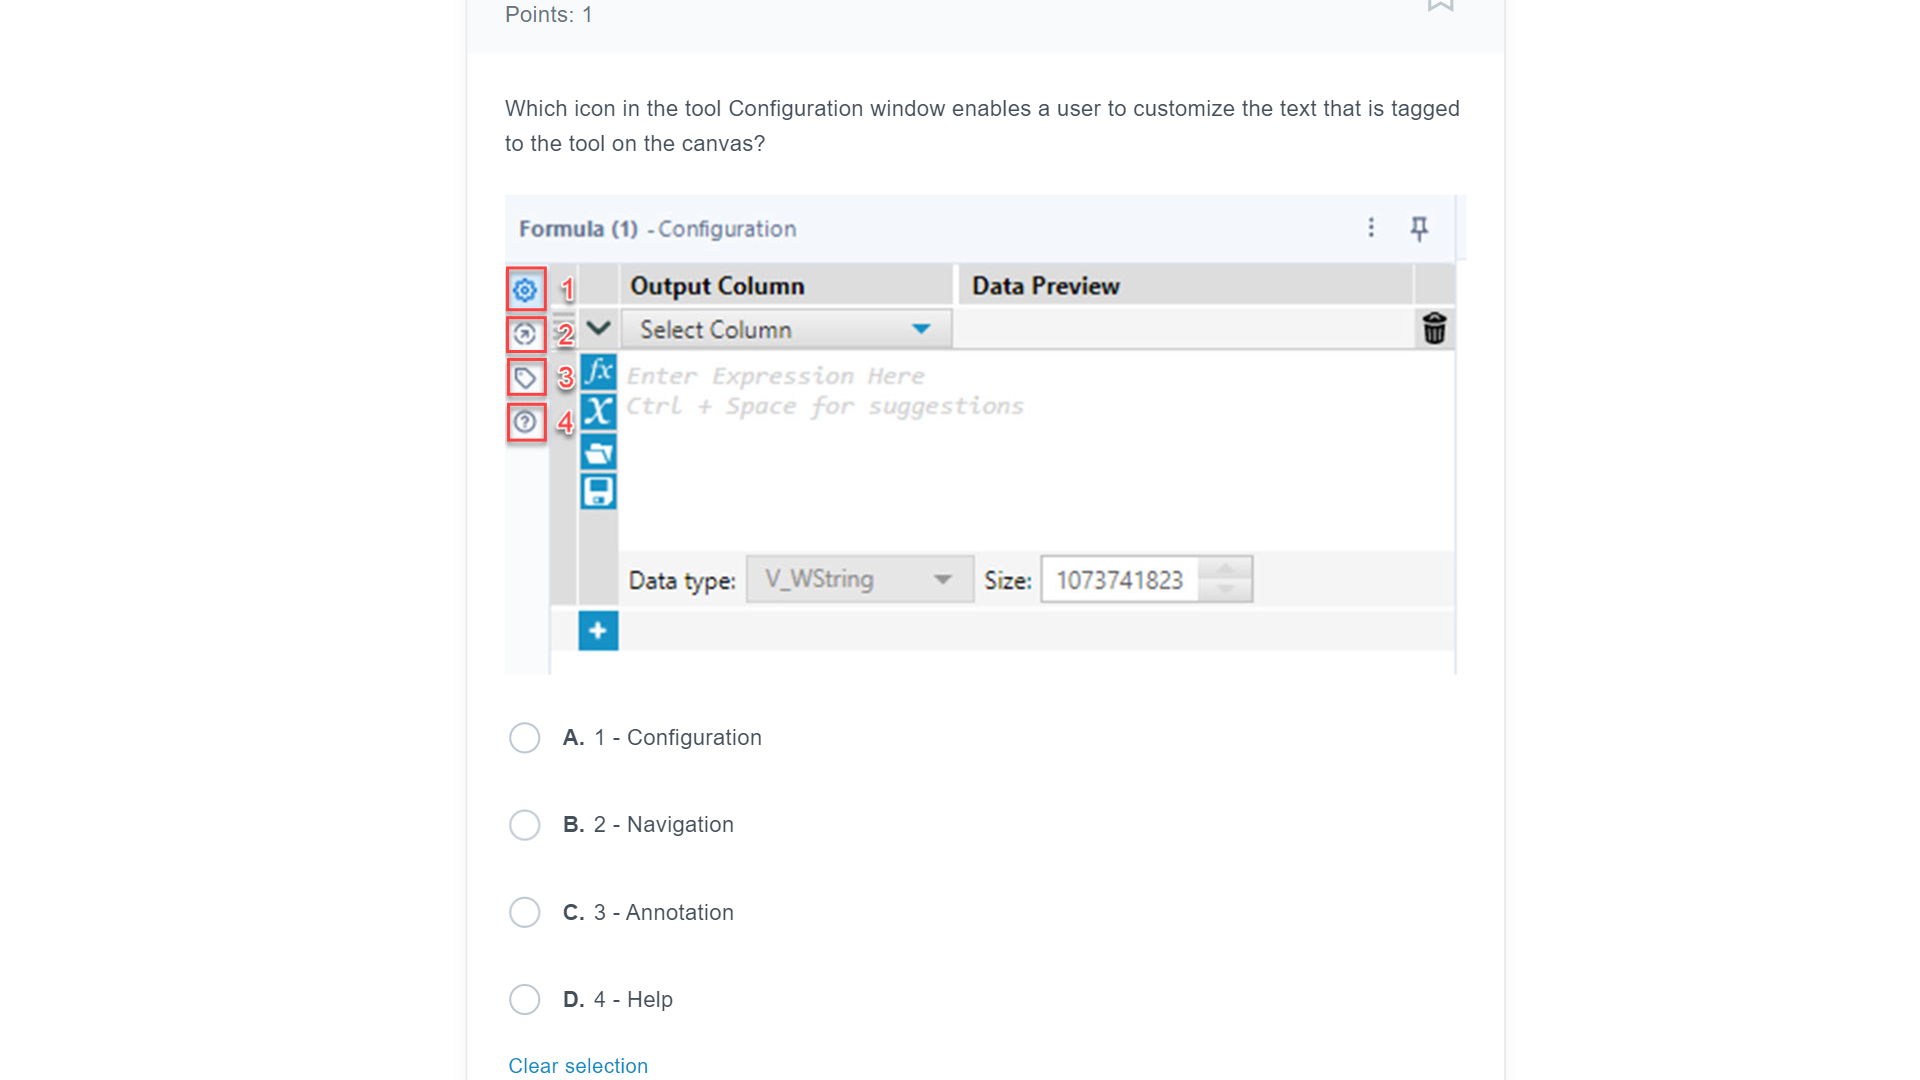 Points: 1
Which icon in the tool Configuration window enables a user to customize the text that is tagged
to the tool on the canvas?
Formula (1) - Configuration
1 Output Column Data Preview
2 Select Column
3 fx Enter Expression Here
4 X Ctrl + Space for suggestions
Data type: V_WString Size: 1073741823
+
A. 1 - Configuration
B. 2 - Navigation
C. 3 - Annotation
D. 4 - Help
Clear selection